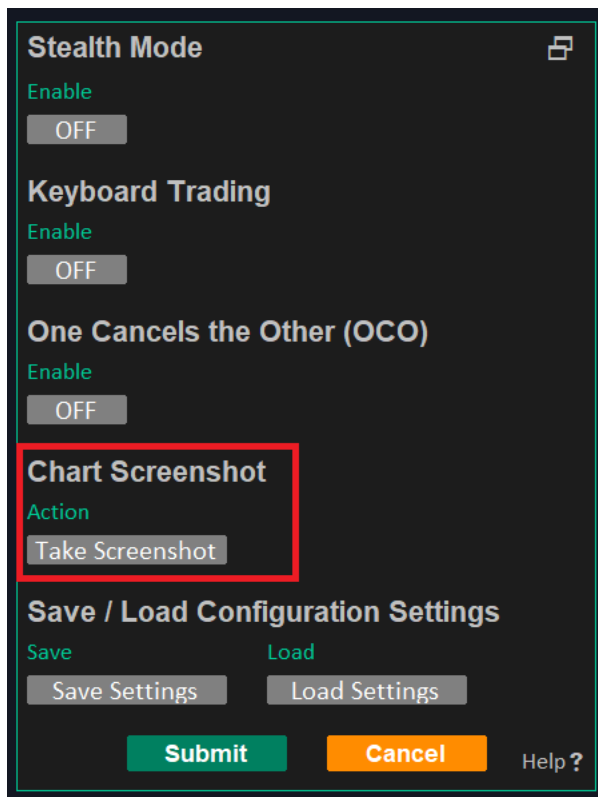 Stealth Mode
Enable
OFF
Keyboard Trading
Enable
OFF
One Cancels the Other (OCO)
Enable
OFF
Chart Screenshot
Action
Take Screenshot
Save / Load Configuration Settings
Save Load
Save Settings Load Settings
Submit Cancel Help ?